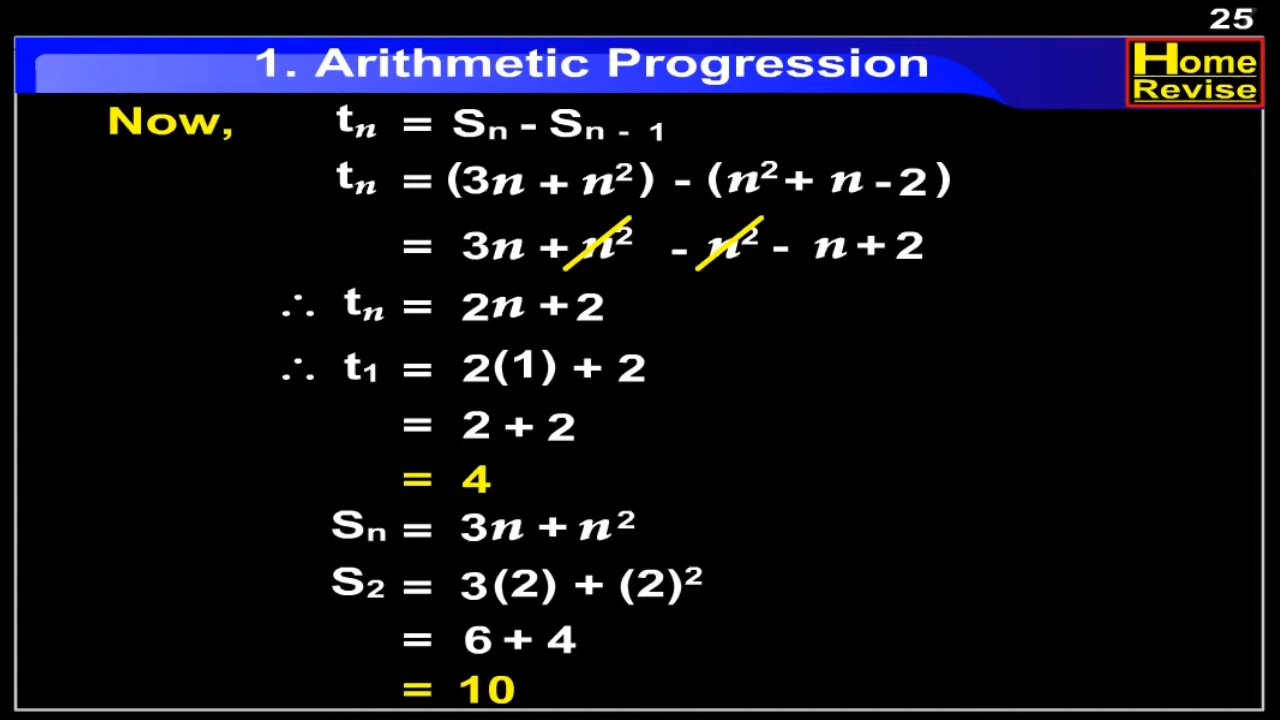 25
1. Arithmetic Progression
Home
Revise
Now, tₙ = Sₙ - Sₙ - ₁
tₙ = (3n + n²) - (n² + n - 2)
= 3n + n² - n² - n + 2
∴ tₙ = 2n + 2
∴ t₁ = 2(1) + 2
= 2 + 2
= 4
Sₙ = 3n + n²
S₂ = 3(2) + (2)²
= 6 + 4
= 10